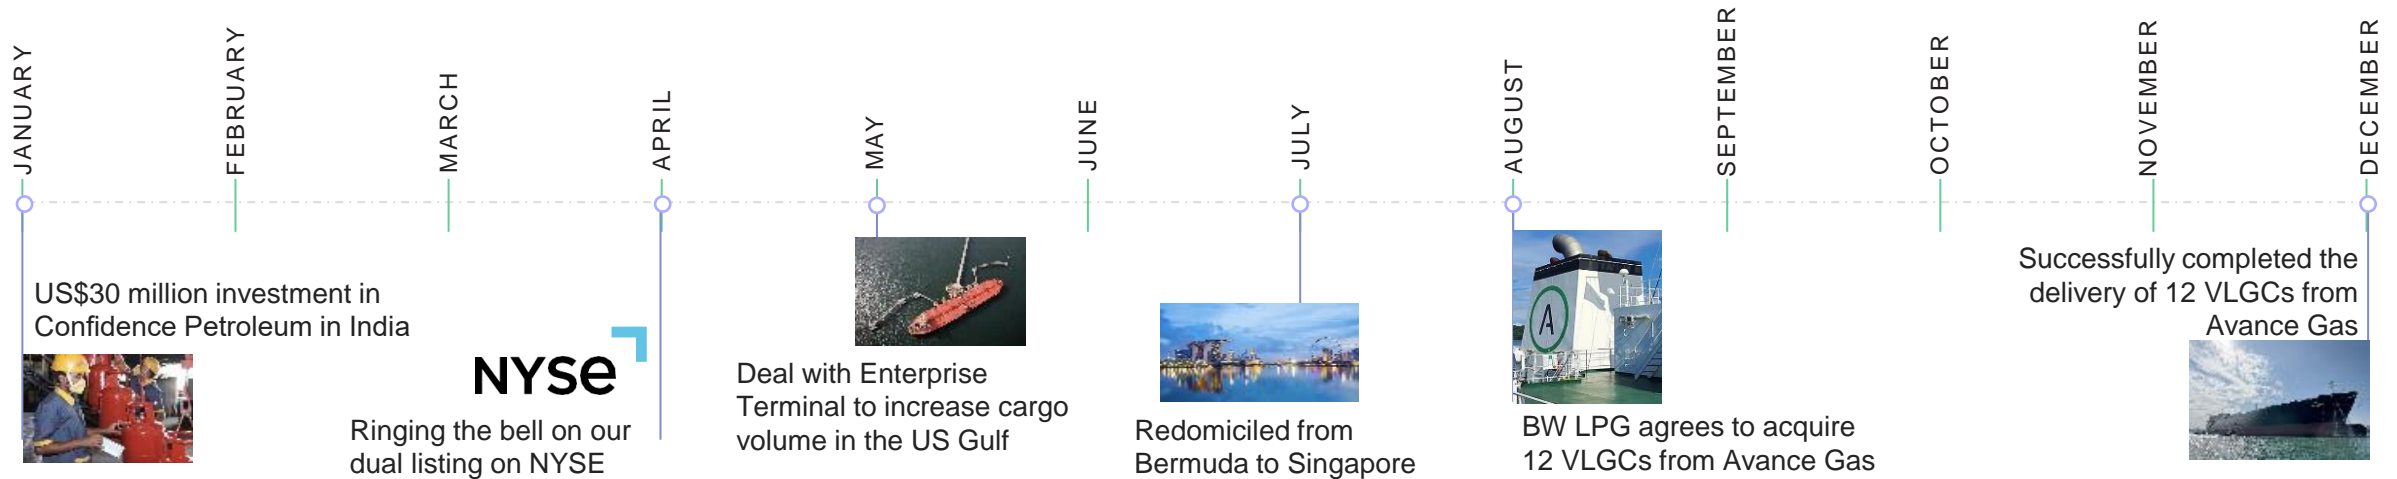 JANUARY
FEBRUARY
MARCH
APRIL
MAY
JUNE
JULY
AUGUST
SEPTEMBER
OCTOBER
NOVEMBER
DECEMBER
US$30 million investment in
Confidence Petroleum in India
NYSE
Ringing the bell on our
dual listing on NYSE
Deal with Enterprise
Terminal to increase cargo
volume in the US Gulf
Redomiciled from
Bermuda to Singapore
A
BW LPG agrees to acquire
12 VLGCs from Avance Gas
Successfully completed the
delivery of 12 VLGCs from
Avance Gas